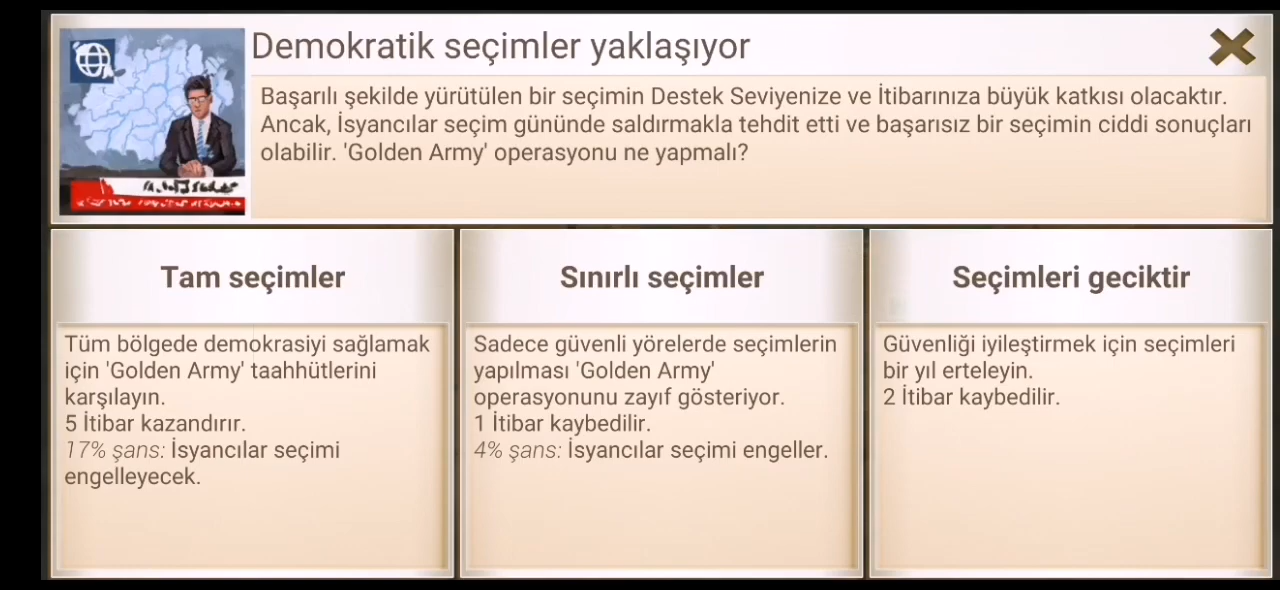 Demokratik seçimler yaklaşıyor
Başarılı şekilde yürütülen bir seçimin Destek Seviyenize ve İtibarınıza büyük katkısı olacaktır.
Ancak, İsyancılar seçim gününde saldırmakla tehdit etti ve başarısız bir seçimin ciddi sonuçları
olabilir. 'Golden Army' operasyonu ne yapmalı?
Tam seçimler
Tüm bölgede demokrasiyi sağlamak
için 'Golden Army' taahhütlerini
karşılayın.
5 İtibar kazandırır.
17% şans: İsyancılar seçimi
engelleyecek.
Sınırlı seçimler
Sadece güvenli yörelerde seçimlerin
yapılması 'Golden Army'
operasyonunu zayıf gösteriyor.
1 İtibar kaybedilir.
4% şans: İsyancılar seçimi engeller.
Seçimleri geciktir
Güvenliği iyileştirmek için seçimleri
bir yıl erteleyin.
2 İtibar kaybedilir.